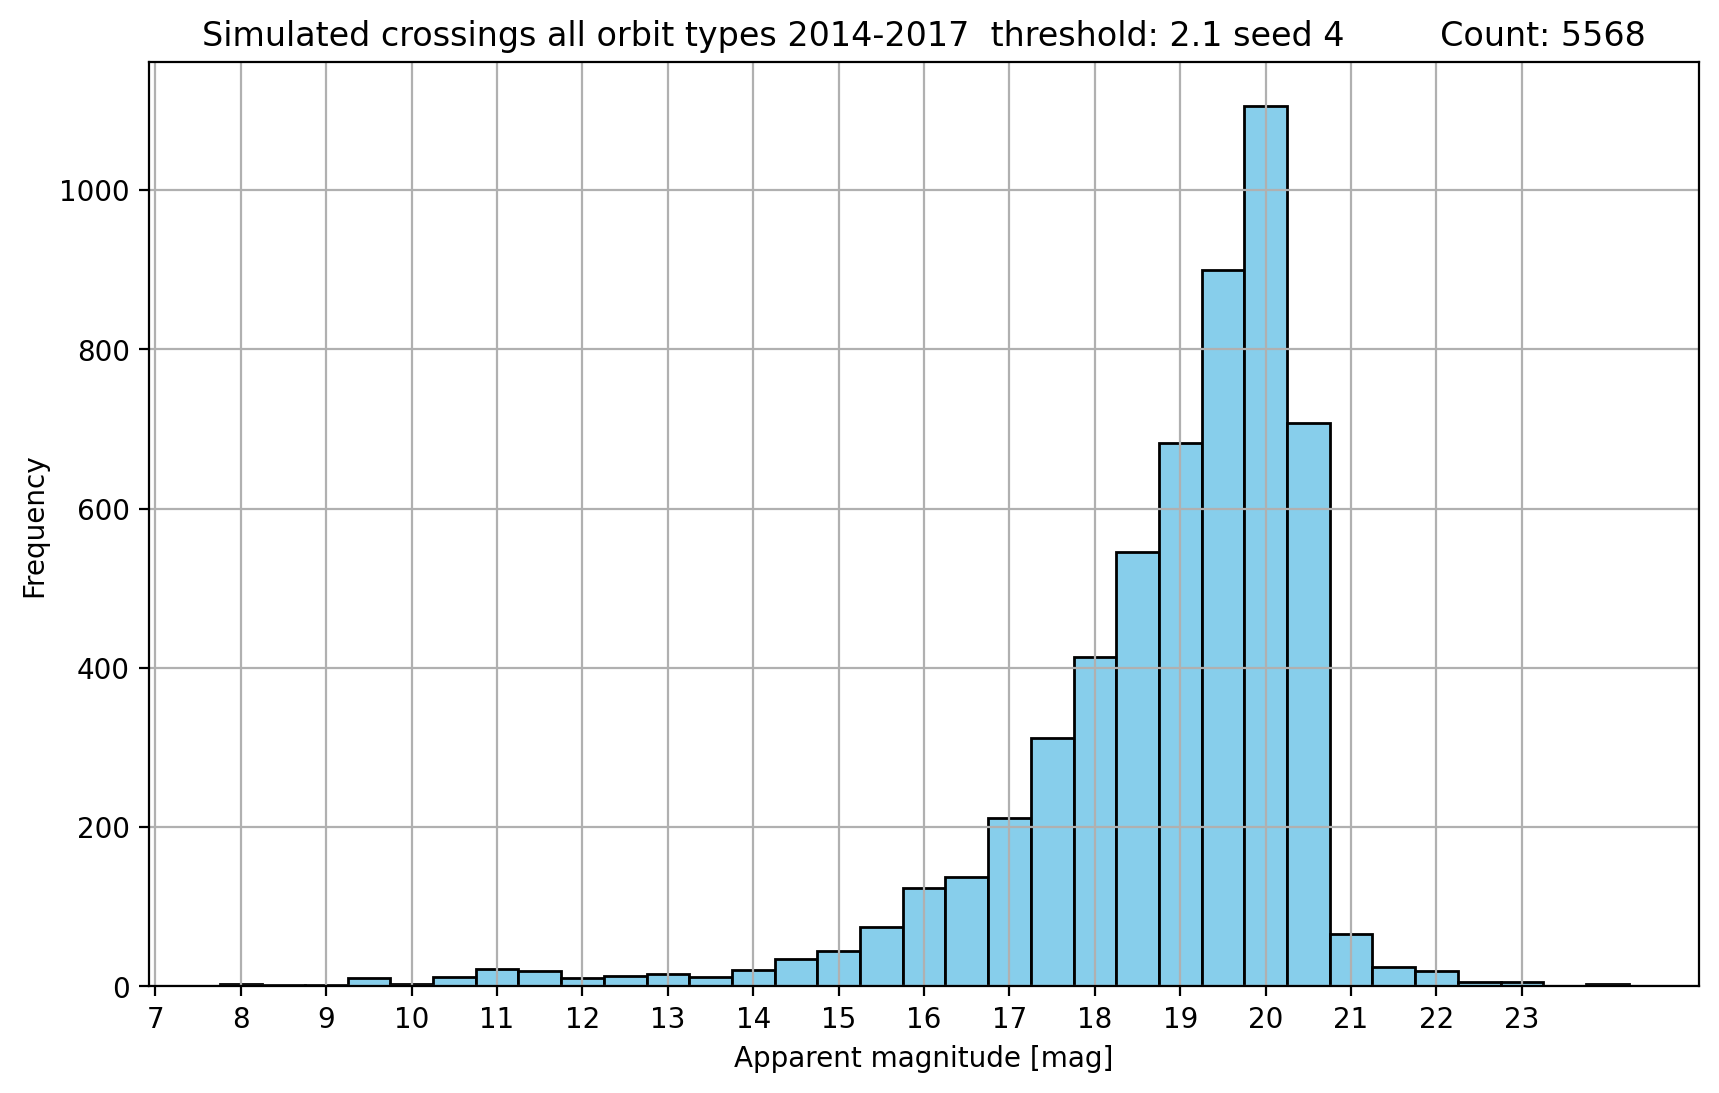 Simulated crossings all orbit types 2014-2017 threshold: 2.1 seed 4 Count: 5568
1000
800
600
400
200
0
Frequency
7 8 9 10 11 12 13 14 15 16 17 18 19 20 21 22 23
Apparent magnitude [mag]